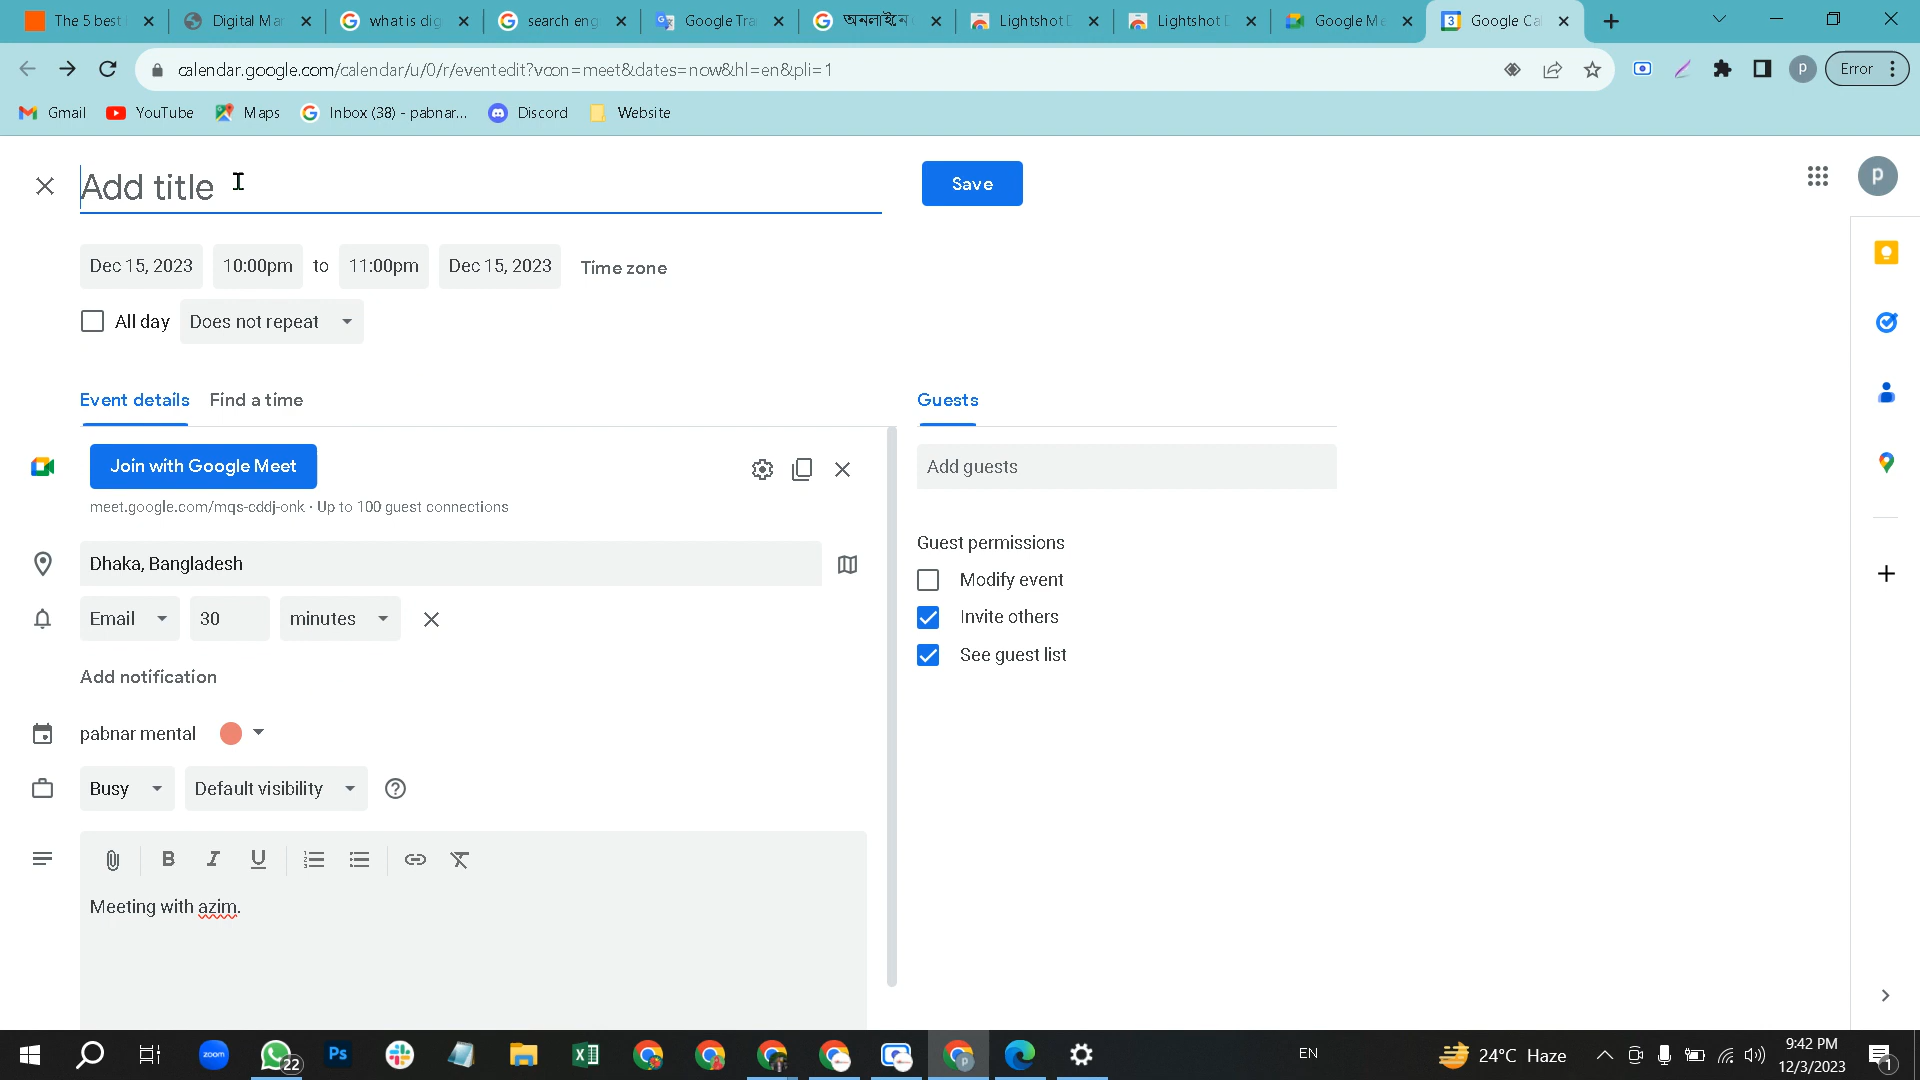 The 5 best
Digital Mar
what is dig
search eng
Google Tra
অনলাইনে
Lightshot D
Lightshot D
Google Me
Google Cal
calendar.google.com/calendar/u/0/r/eventedit?vcon=meet&dates=now&hl=en&pli=1
P
Error
Gmail
YouTube
Maps
Inbox (38) - pabnar...
Discord
Website
Add title
Save
p
Dec 15, 2023
10:00pm
to
11:00pm
Dec 15, 2023
Time zone
All day
Does not repeat
Event details
Find a time
Guests
Join with Google Meet
meet.google.com/mqs-cddj-onk · Up to 100 guest connections
Add guests
Dhaka, Bangladesh
Guest permissions
Modify event
Invite others
See guest list
Email
30
minutes
Add notification
pabnar mental
Busy
Default visibility
B
I
U
Meeting with azim.
zoom
22
Ps
EN
24°C Haze
9:42 PM
12/3/2023
1